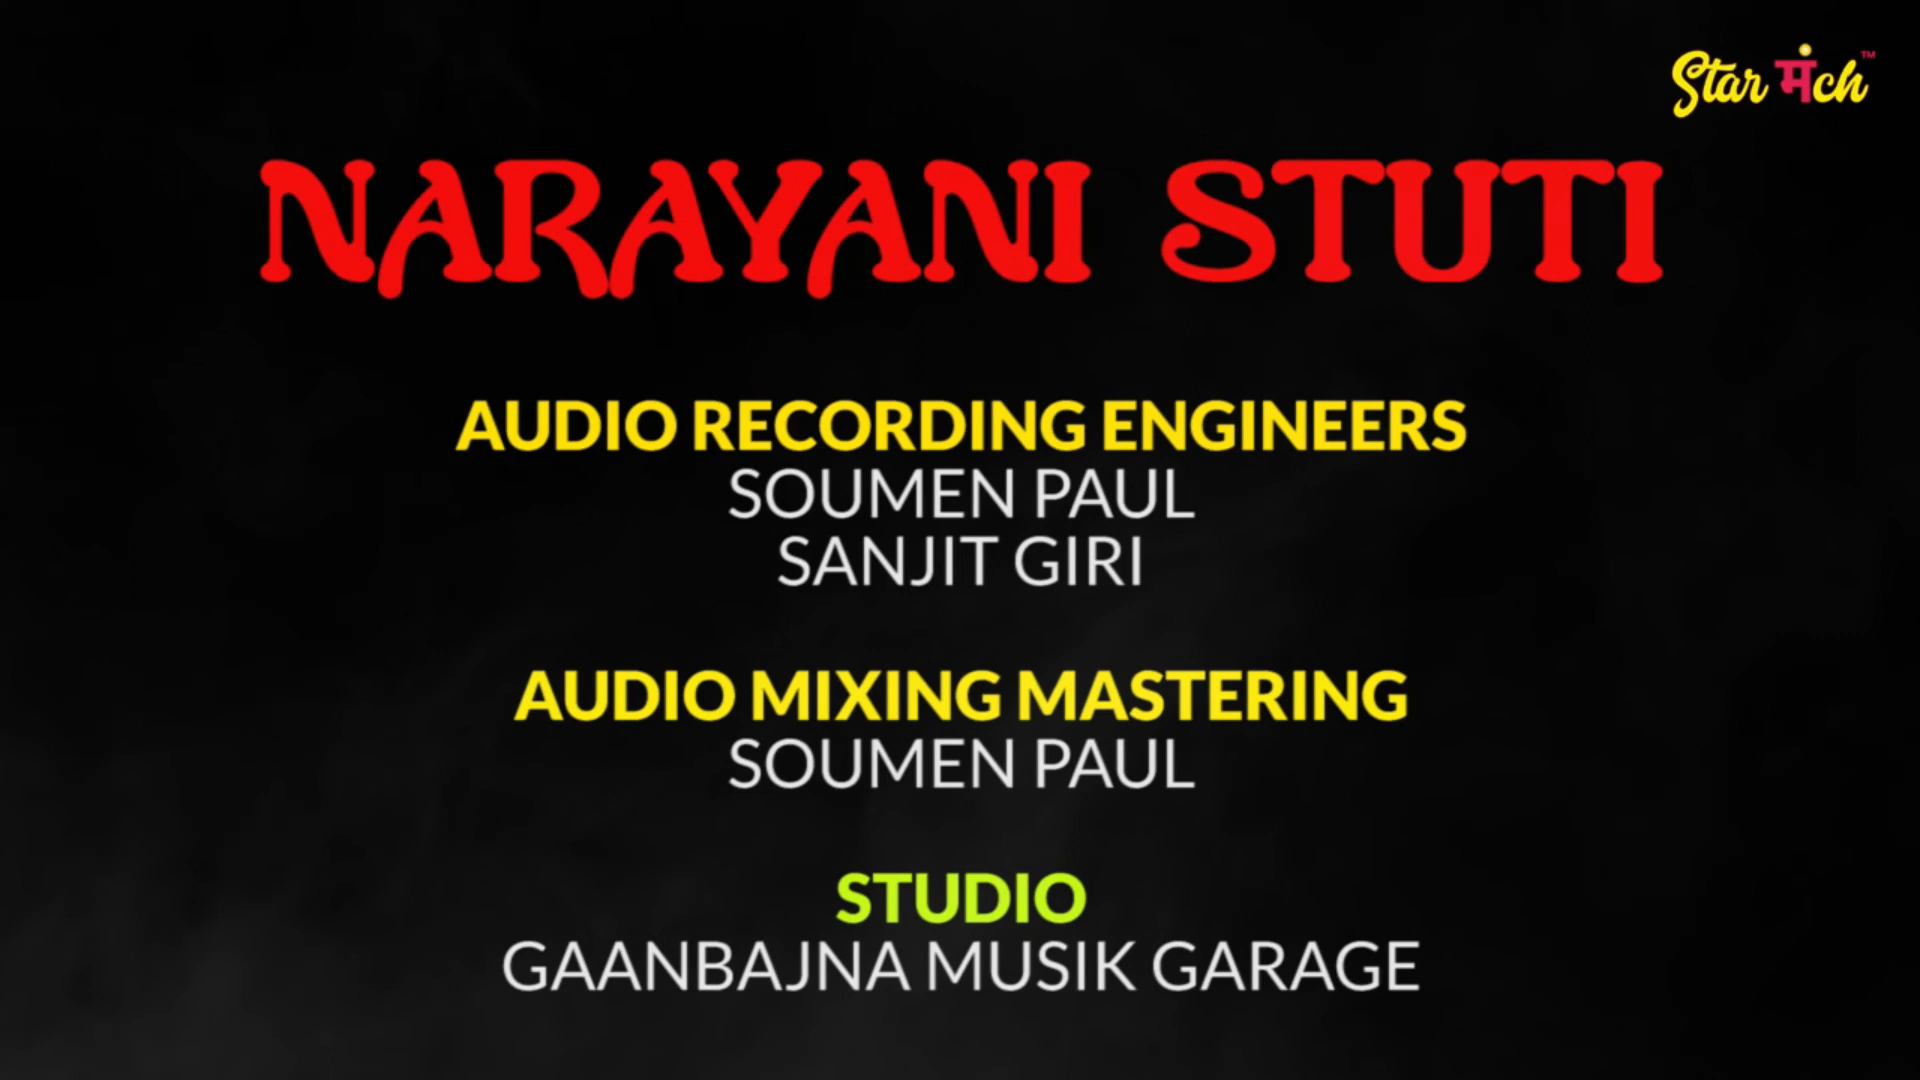 Star मंch™
NARAYANI STUTI
AUDIO RECORDING ENGINEERS
SOUMEN PAUL
SANJIT GIRI
AUDIO MIXING MASTERING
SOUMEN PAUL
STUDIO
GAANBAJNA MUSIK GARAGE